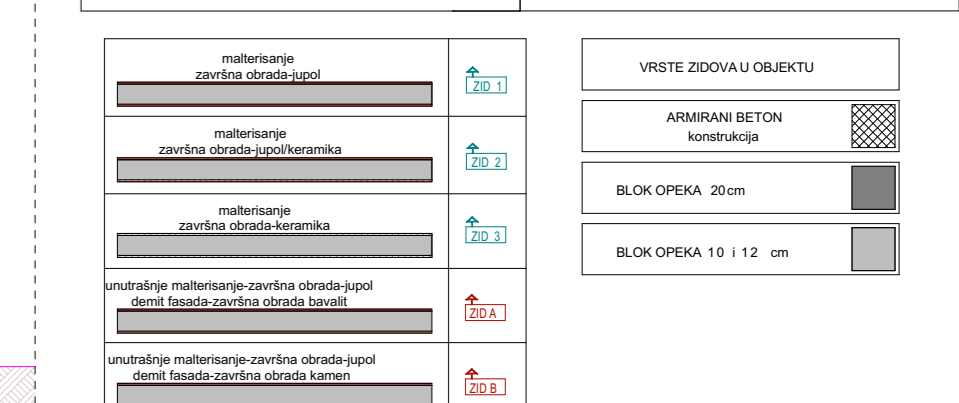 malterisanje
završna obrada-jupol
ZID 1
malterisanje
završna obrada-jupol/keramika
ZID 2
malterisanje
završna obrada-keramika
ZID 3
unutrašnje malterisanje-završna obrada-jupol
demit fasada-završna obrada bavalit
ZID A
unutrašnje malterisanje-završna obrada-jupol
demit fasada-završna obrada kamen
ZID B
VRSTE ZIDOVA U OBJEKTU
ARMIRANI BETON
konstrukcija
BLOK OPEKA 20cm
BLOK OPEKA 10 i 12 cm